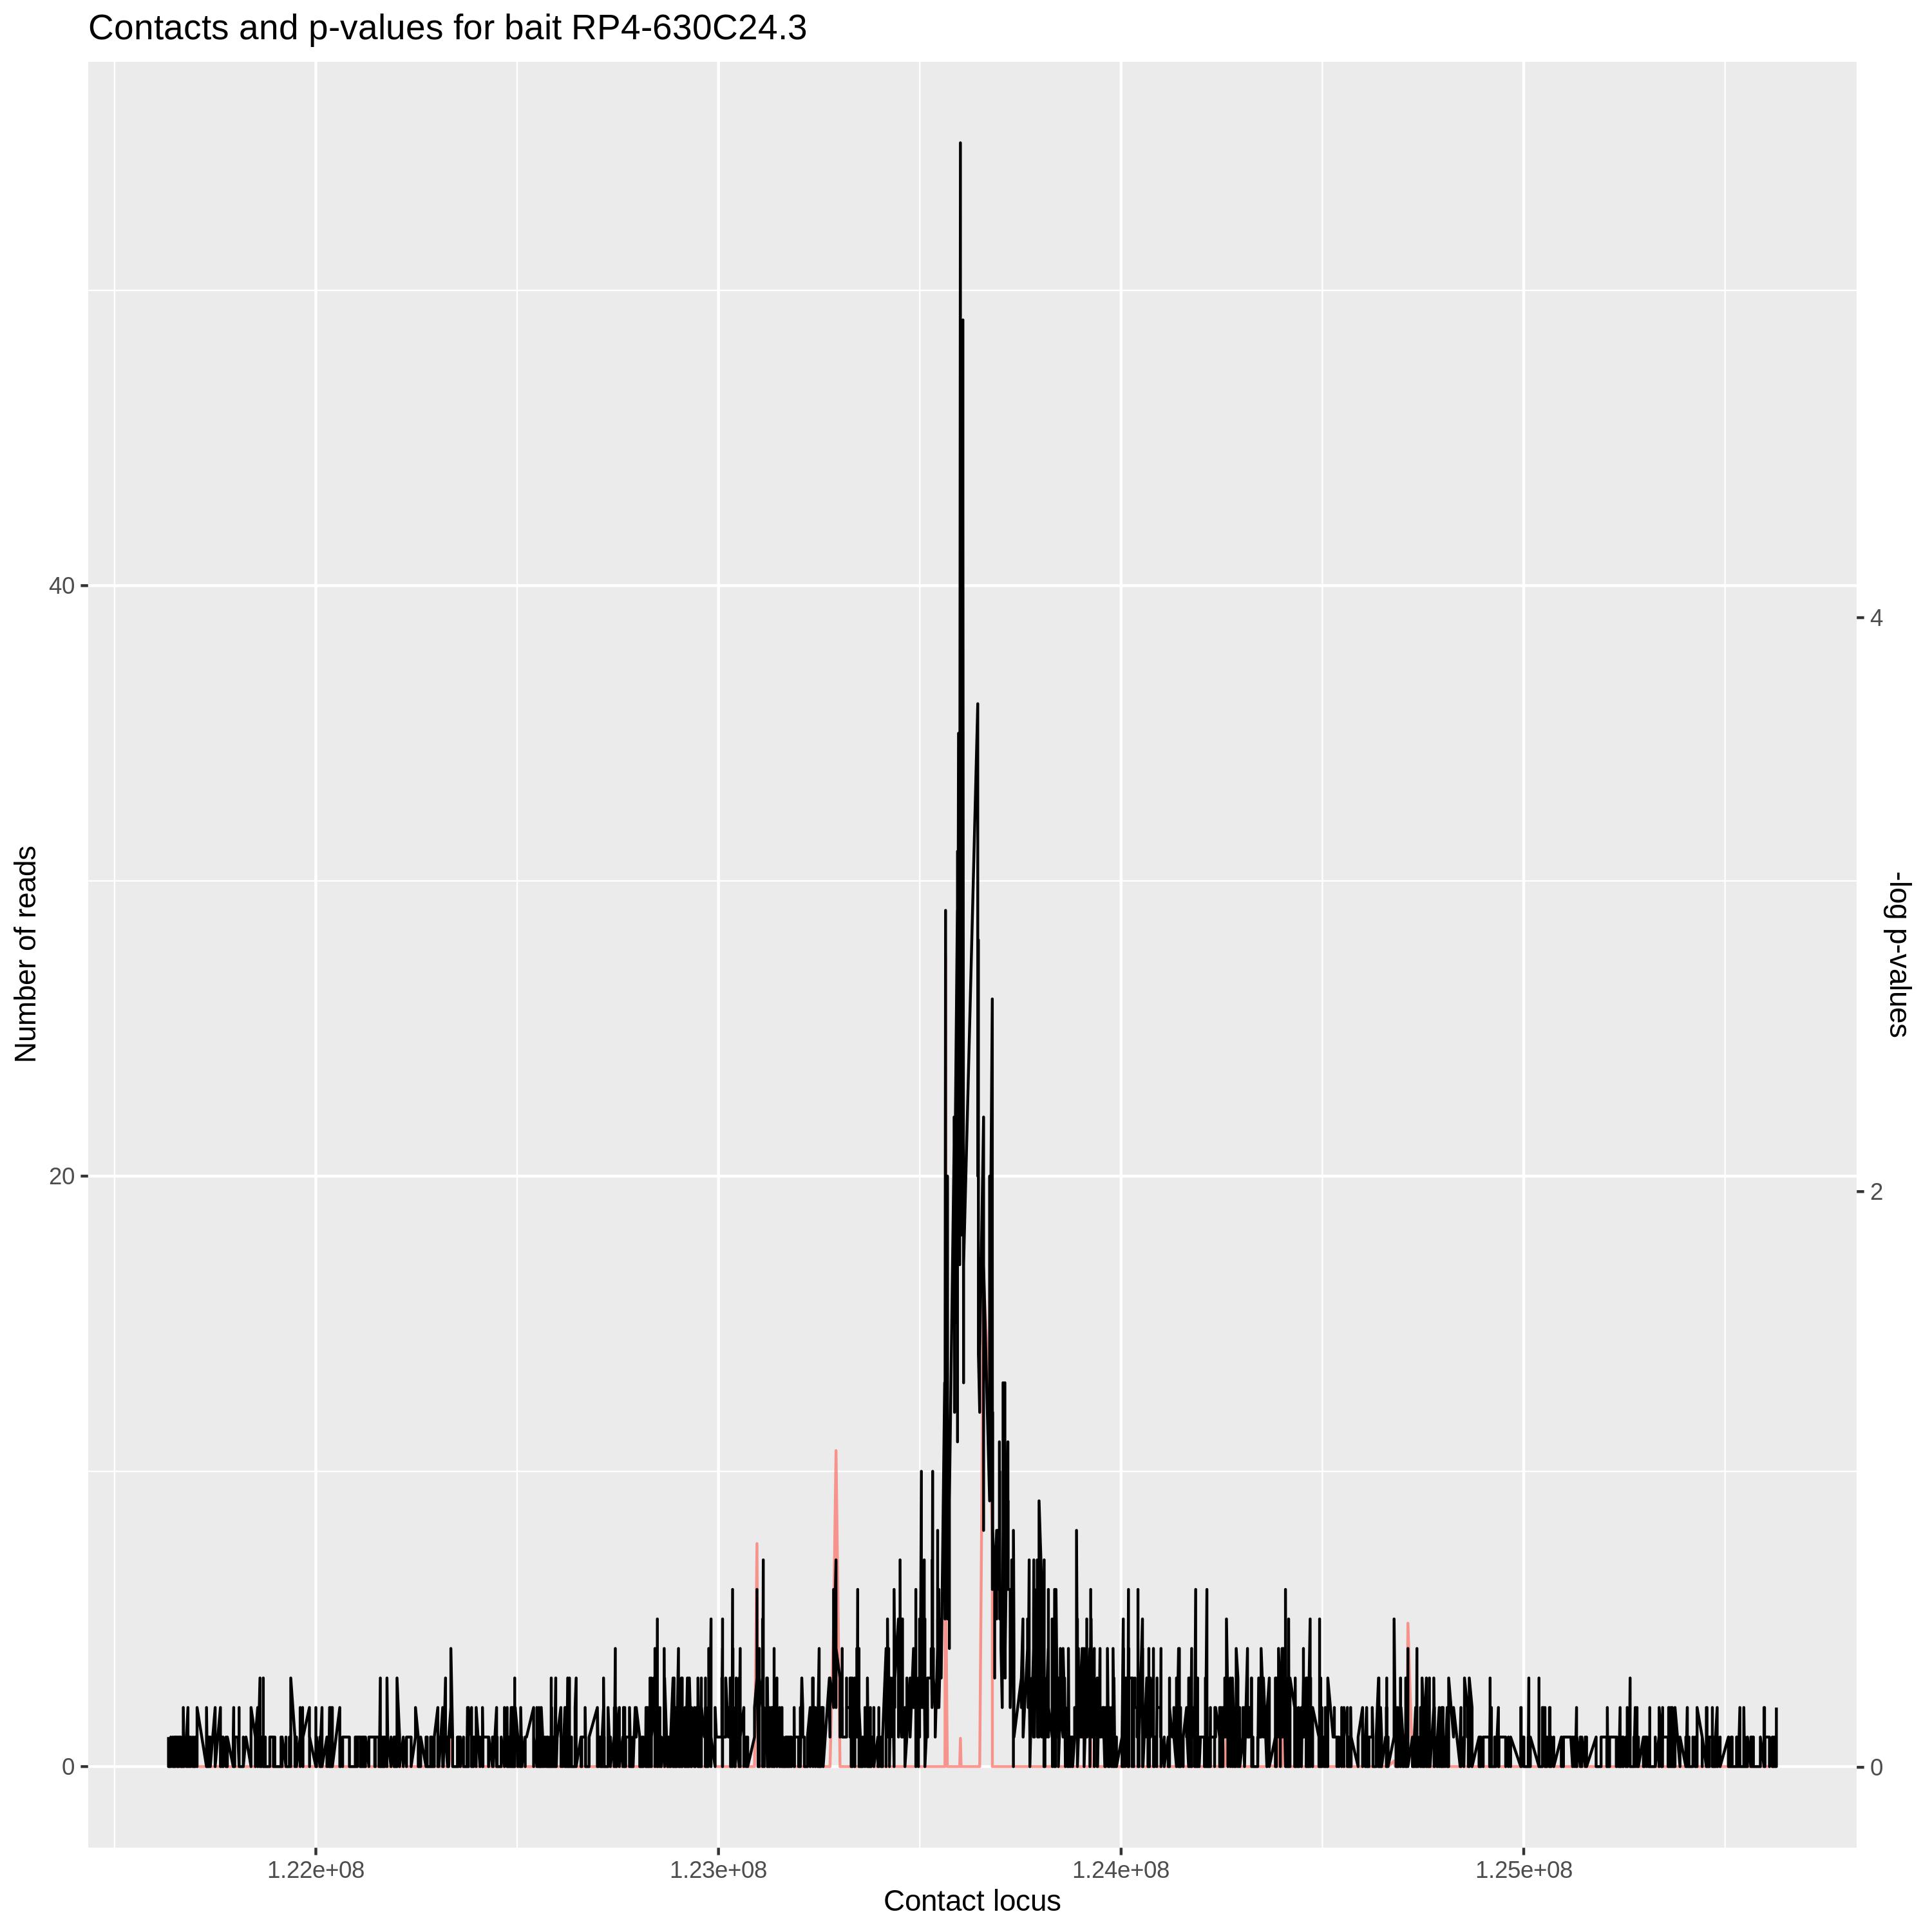 Contacts and p-values for bait RP4-630C24.3
40
20
0
Number of reads
4
2
0
-log p-values
1.22e+08
1.23e+08
1.24e+08
1.25e+08
Contact locus